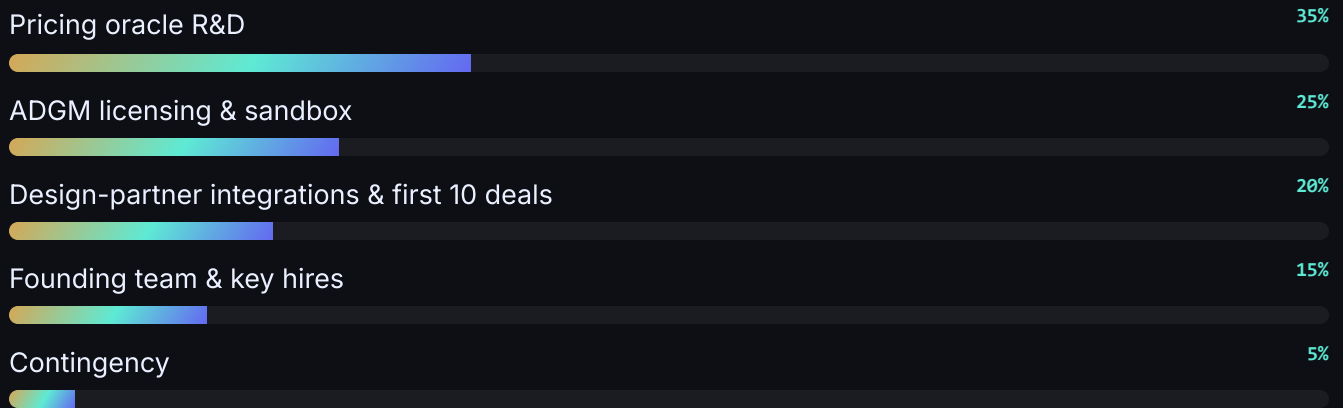 Pricing oracle R&D
35%
ADGM licensing & sandbox
25%
Design-partner integrations & first 10 deals
20%
Founding team & key hires
15%
Contingency
5%